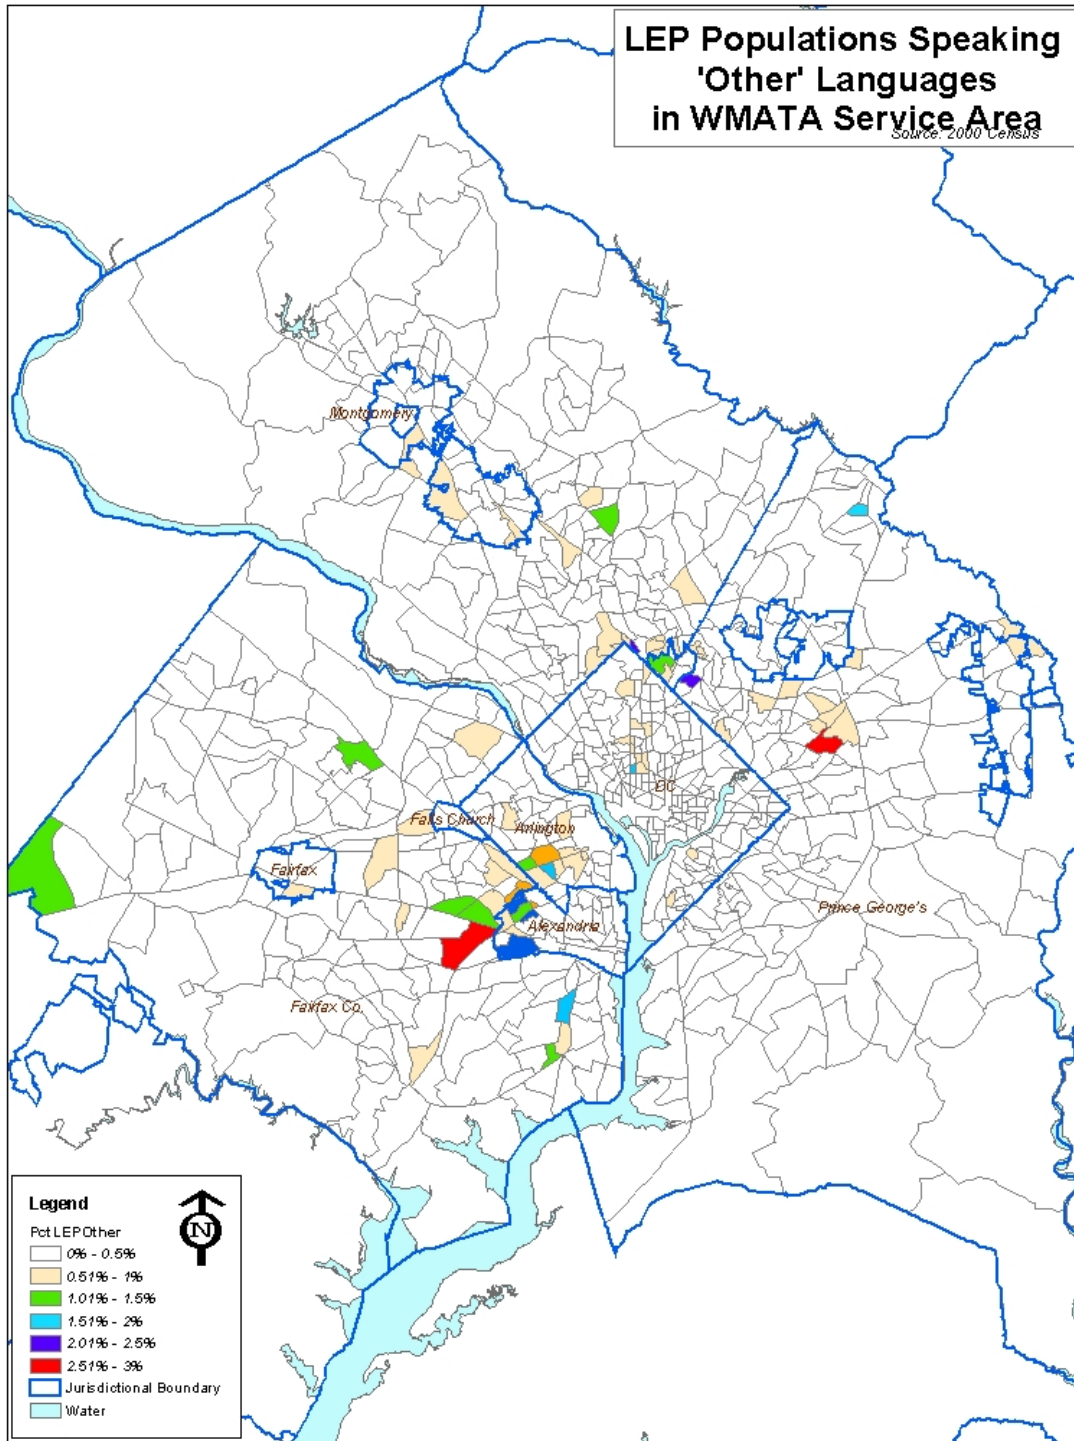 LEP Populations Speaking
'Other' Languages
in WMATA Service Area
Source: 2000 Census
Montgomery
DC
Falls Church
Arlington
Fairfax
Prince George's
Alexandria
Fairfax Co.
Legend
N
Pct LEP Other
0% - 0.5%
0.51% - 1%
1.01% - 1.5%
1.51% - 2%
2.01% - 2.5%
2.51% - 3%
Jurisdictional Boundary
Water